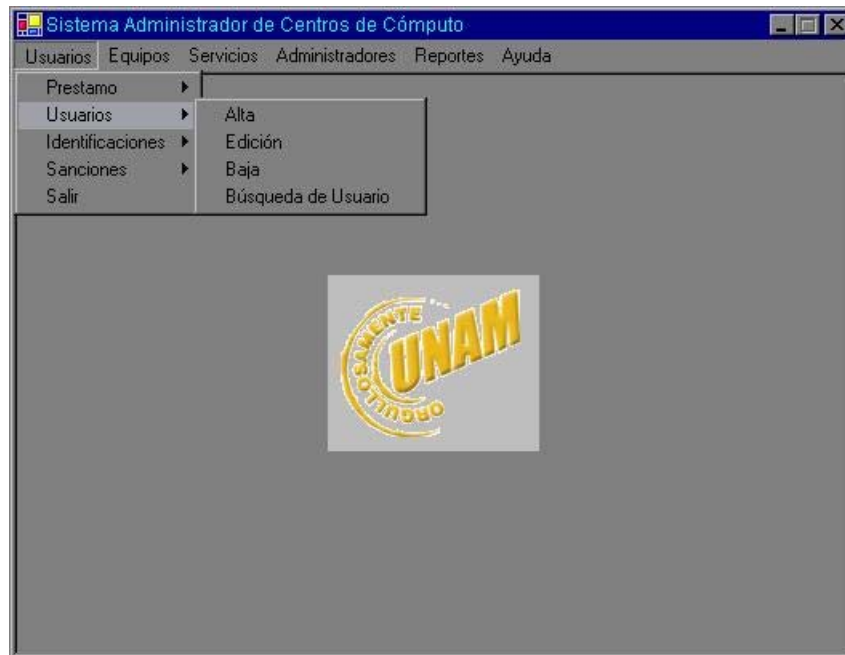 Sistema Administrador de Centros de Cómputo
Usuarios Equipos Servicios Administradores Reportes Ayuda
Prestamo
Usuarios
Identificaciones
Sanciones
Salir
Alta
Edición
Baja
Búsqueda de Usuario
ORGULLOSAMENTE
UNAM